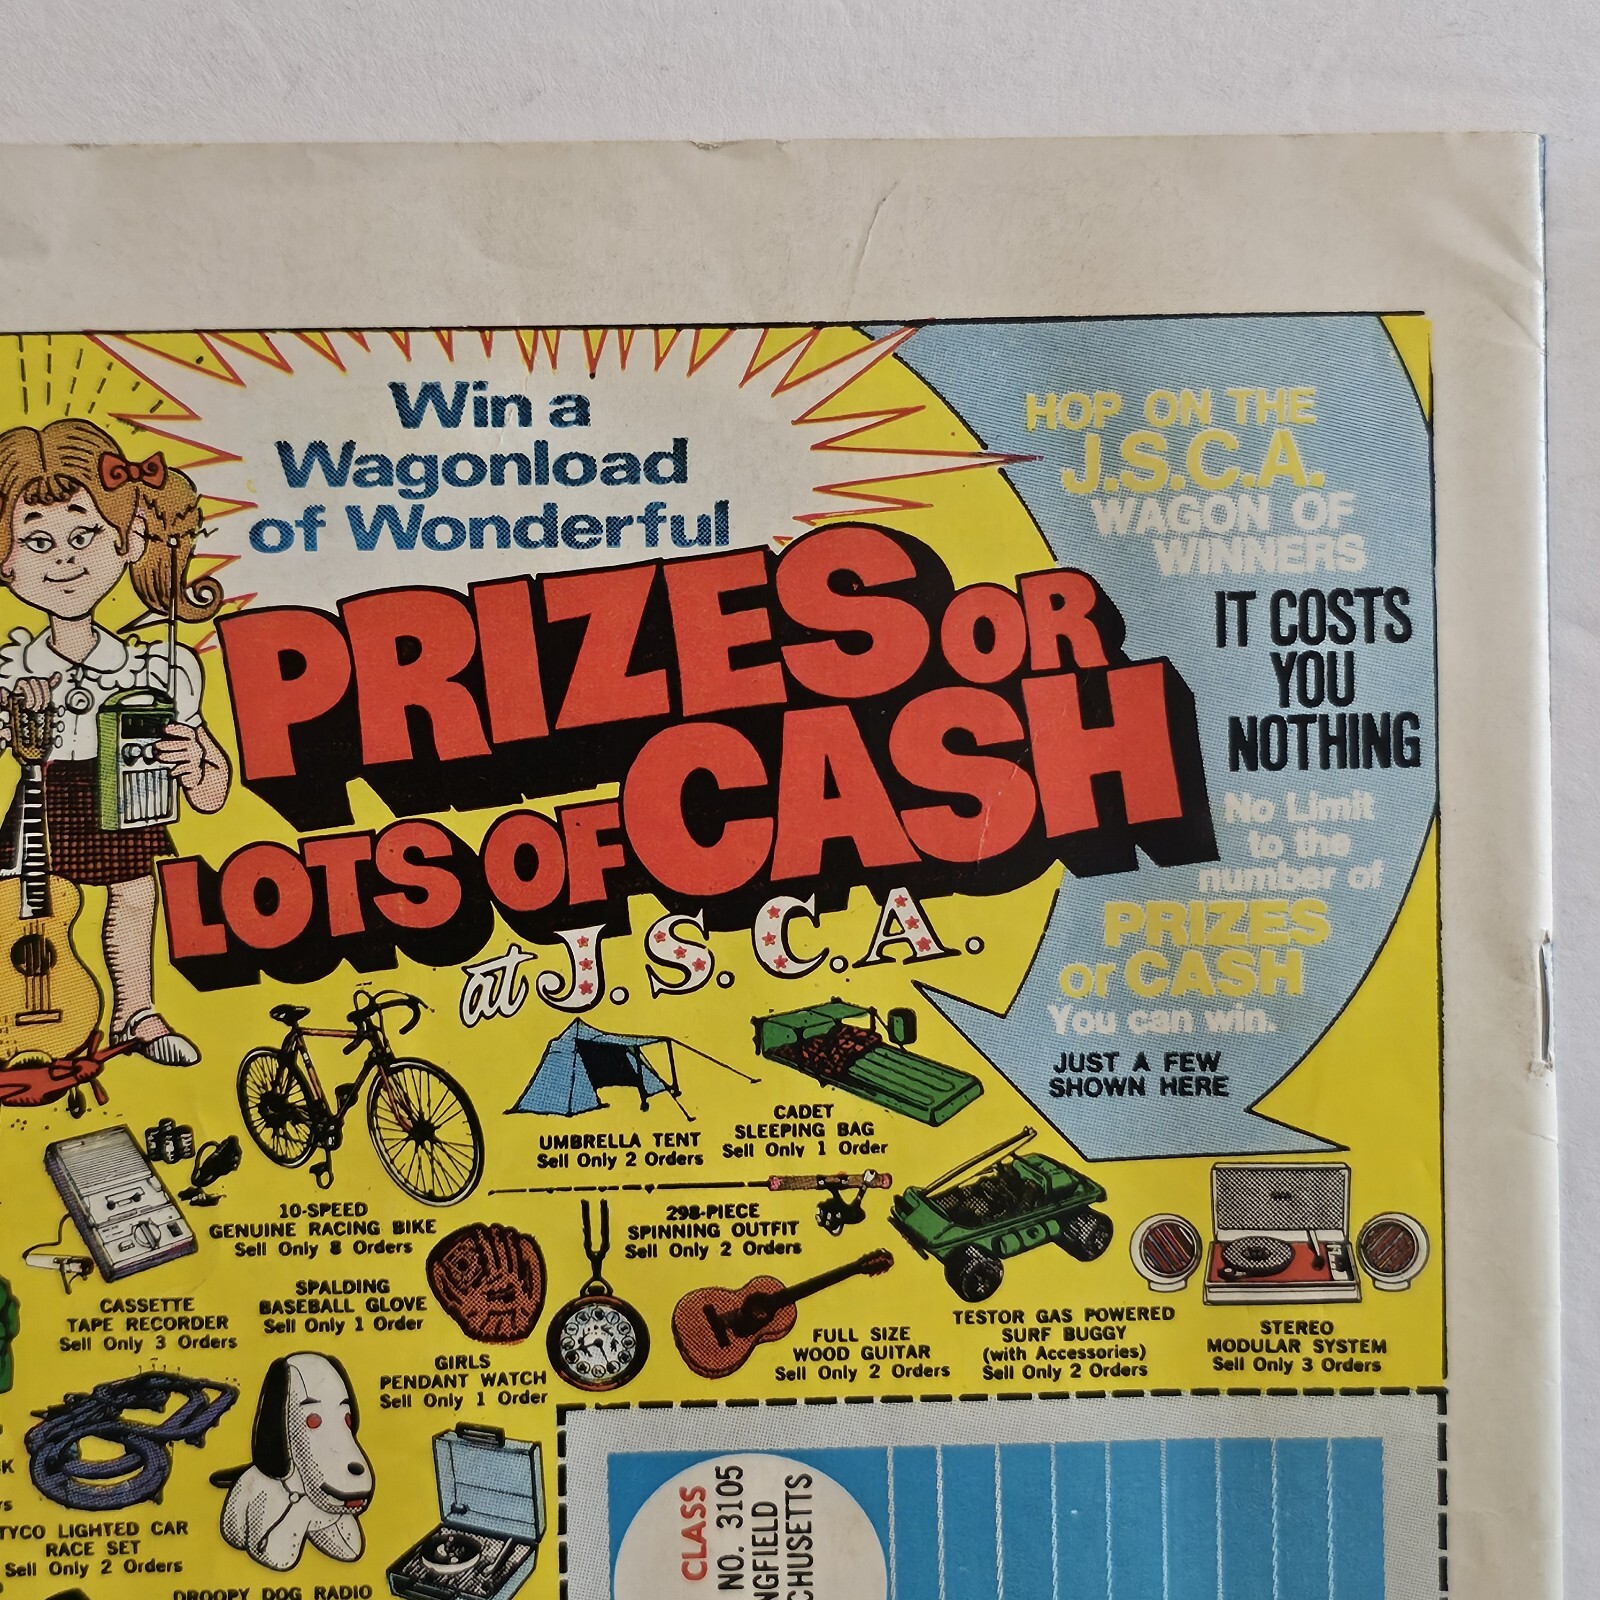 Win a
Wagonload
of Wonderful
PRIZES OR
LOTS OF CASH
at J.S.C.A.
HOP ON THE
J.S.C.A.
WAGON OF
WINNERS
IT COSTS
YOU
NOTHING
No Limit
to the
number of
PRIZES
or CASH
You can win.
JUST A FEW
SHOWN HERE
UMBRELLA TENT
Sell Only 2 Orders
CADET
SLEEPING BAG
Sell Only 1 Order
10-SPEED
GENUINE RACING BIKE
Sell Only 8 Orders
298-PIECE
SPINNING OUTFIT
Sell Only 2 Orders
CASSETTE
TAPE RECORDER
Sell Only 3 Orders
SPALDING
BASEBALL GLOVE
Sell Only 1 Order
GIRLS
PENDANT WATCH
Sell Only 1 Order
FULL SIZE
WOOD GUITAR
Sell Only 2 Orders
TESTOR GAS POWERED
SURF BUGGY
(with Accessories)
Sell Only 2 Orders
STEREO
MODULAR SYSTEM
Sell Only 3 Orders
TYCO LIGHTED CAR
RACE SET
Sell Only 2 Orders
DROOPY DOG RADIO
CLASS
NO. 3105
NGFIELD
CHUSETTS